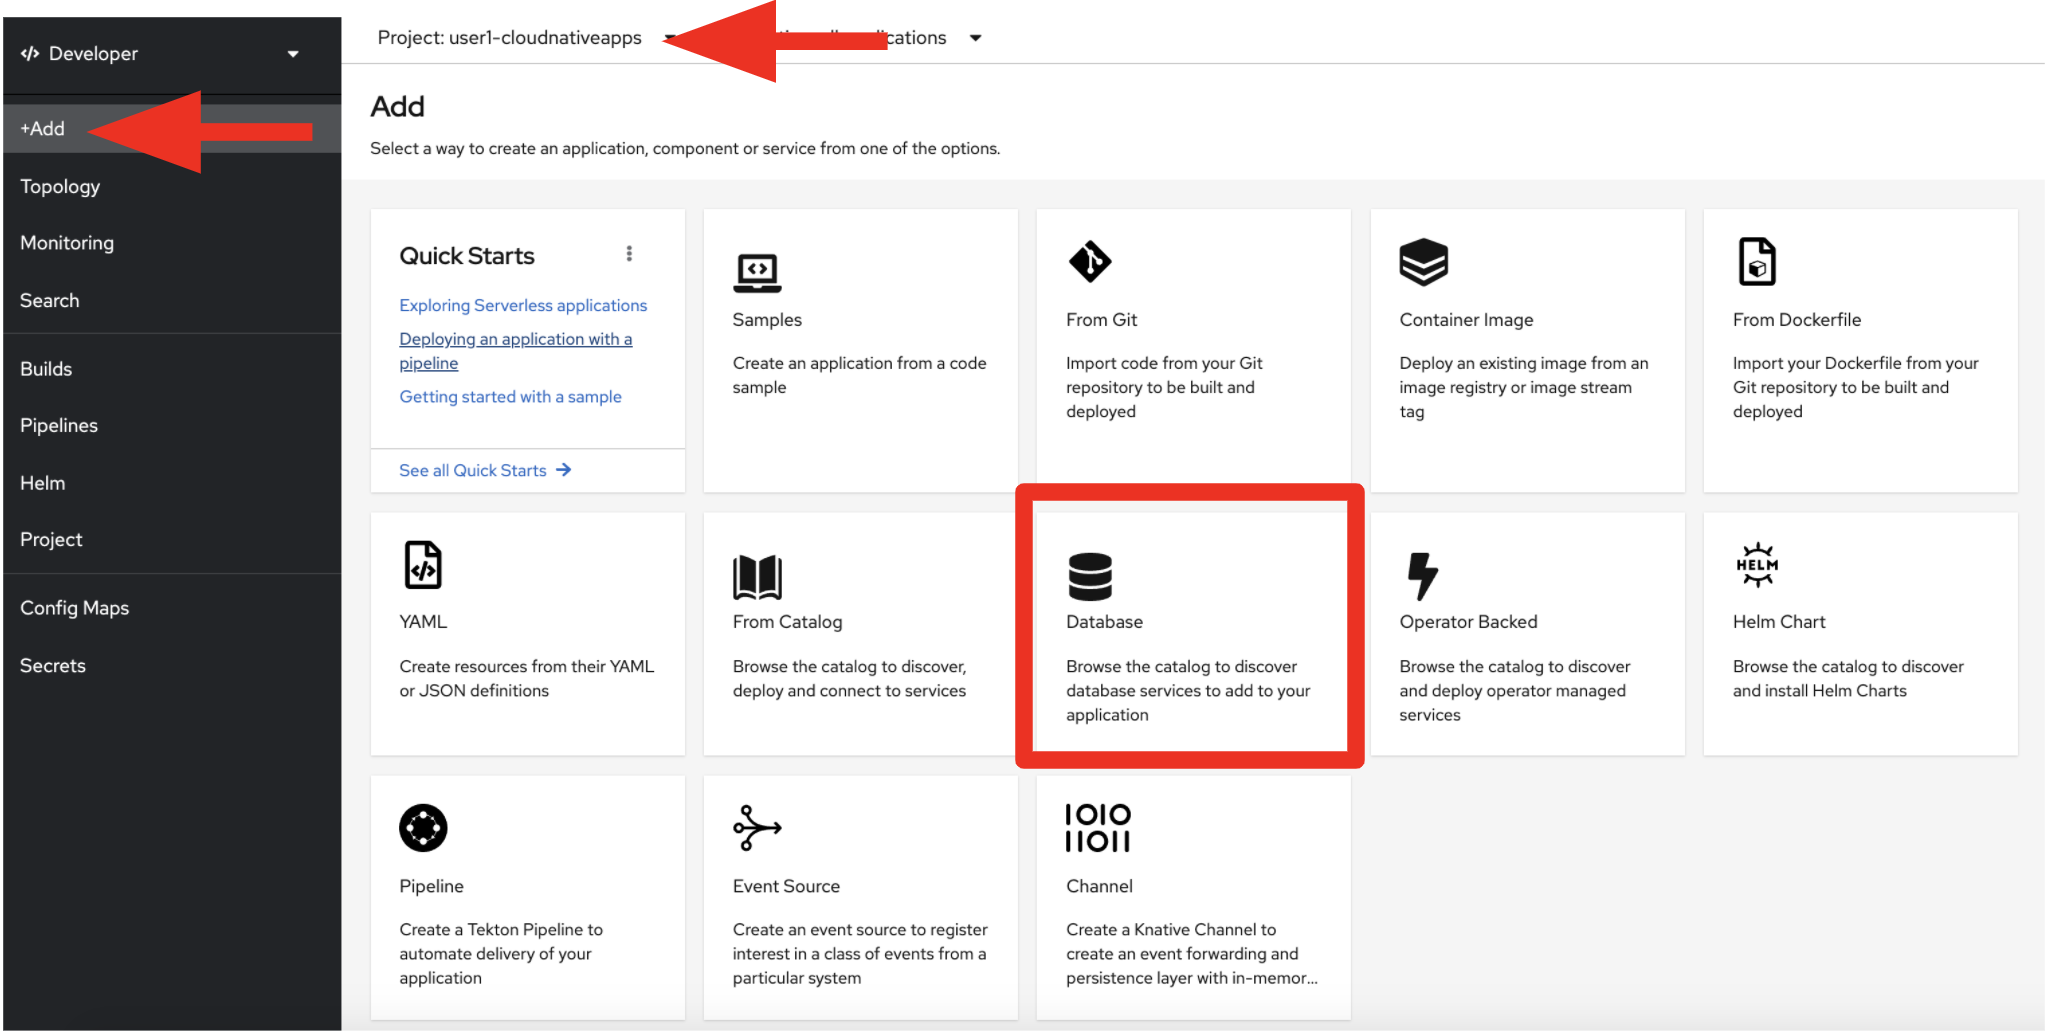 Developer
+Add
Topology
Monitoring
Search
Builds
Pipelines
Helm
Project
Config Maps
Secrets
Project: user1-cloudnativeapps
Add
Select a way to create an application, component or service from one of the options.
Quick Starts
Exploring Serverless applications
Deploying an application with a
pipeline
Getting started with a sample
See all Quick Starts
Samples
Create an application from a code
sample
From Git
Import code from your Git
repository to be built and
deployed
Container Image
Deploy an existing image from an
image registry or image stream
tag
From Dockerfile
Import your Dockerfile from your
Git repository to be built and
deployed
YAML
Create resources from their YAML
or JSON definitions
From Catalog
Browse the catalog to discover,
deploy and connect to services
Database
Browse the catalog to discover
database services to add to your
application
Operator Backed
Browse the catalog to discover
and deploy operator managed
services
HELM
Helm Chart
Browse the catalog to discover
and install Helm Charts
Pipeline
Create a Tekton Pipeline to
automate delivery of your
application
Event Source
Create an event source to register
interest in a class of events from a
particular system
1010
11011
Channel
Create a Knative Channel to
create an event forwarding and
persistence layer with in-memor...